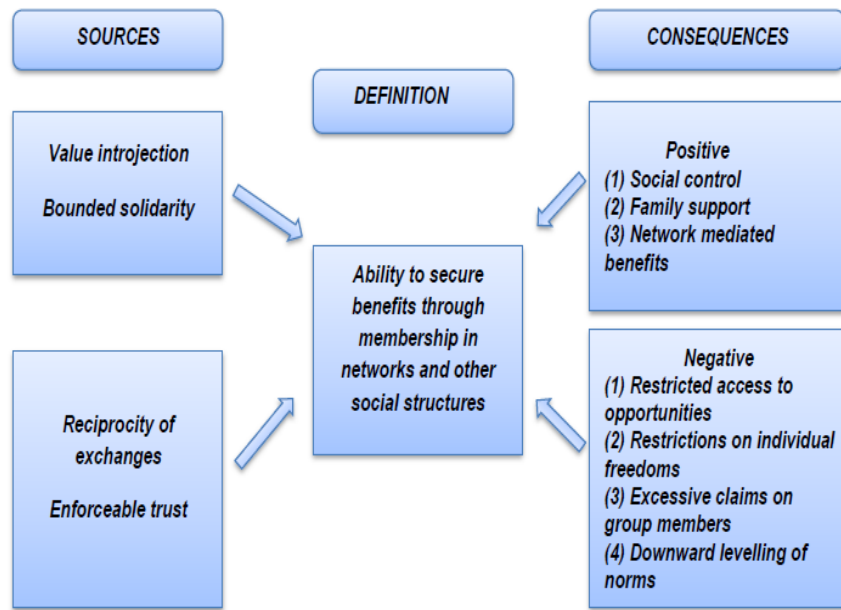 SOURCES
Value introjection
Bounded solidarity
Reciprocity of
exchanges
Enforceable trust
DEFINITION
Ability to secure
benefits through
membership in
networks and other
social structures
CONSEQUENCES
Positive
(1) Social control
(2) Family support
(3) Network mediated
benefits
Negative
(1) Restricted access to
opportunities
(2) Restrictions on individual
freedoms
(3) Excessive claims on
group members
(4) Downward levelling of
norms